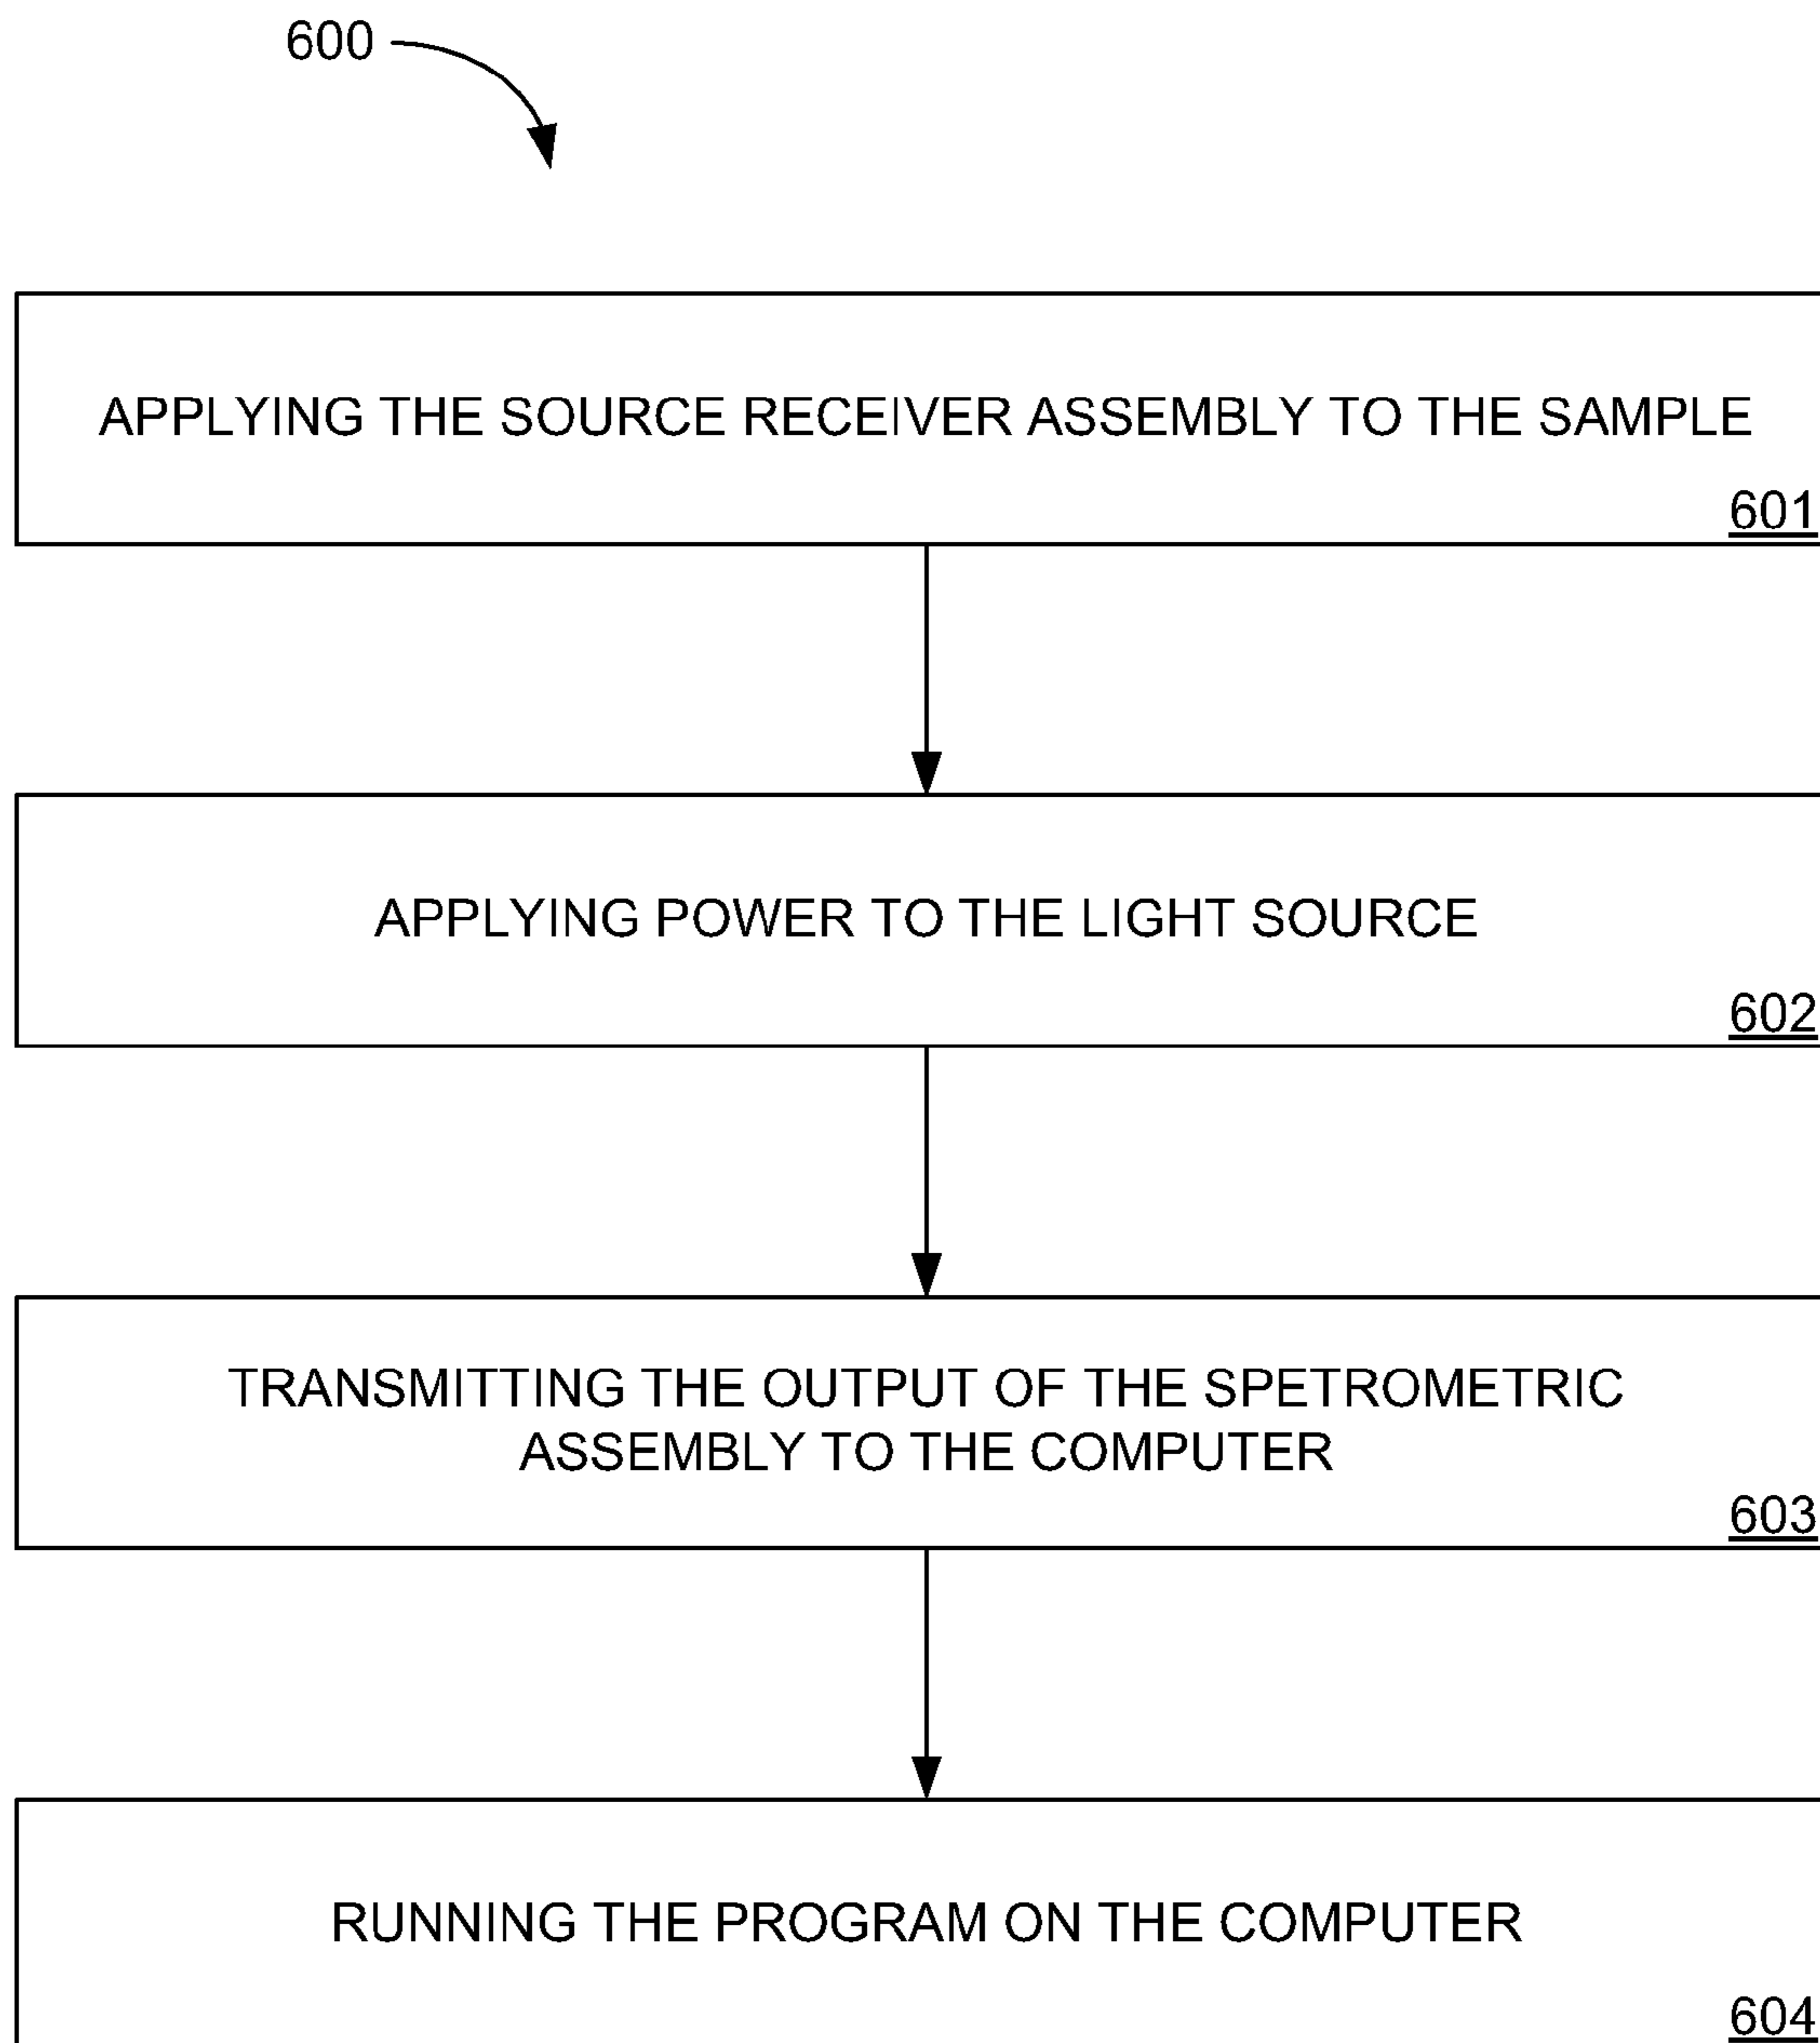 600
APPLYING THE SOURCE RECEIVER ASSEMBLY TO THE SAMPLE
601
APPLYING POWER TO THE LIGHT SOURCE
602
TRANSMITTING THE OUTPUT OF THE SPETROMETRIC
ASSEMBLY TO THE COMPUTER
603
RUNNING THE PROGRAM ON THE COMPUTER
604